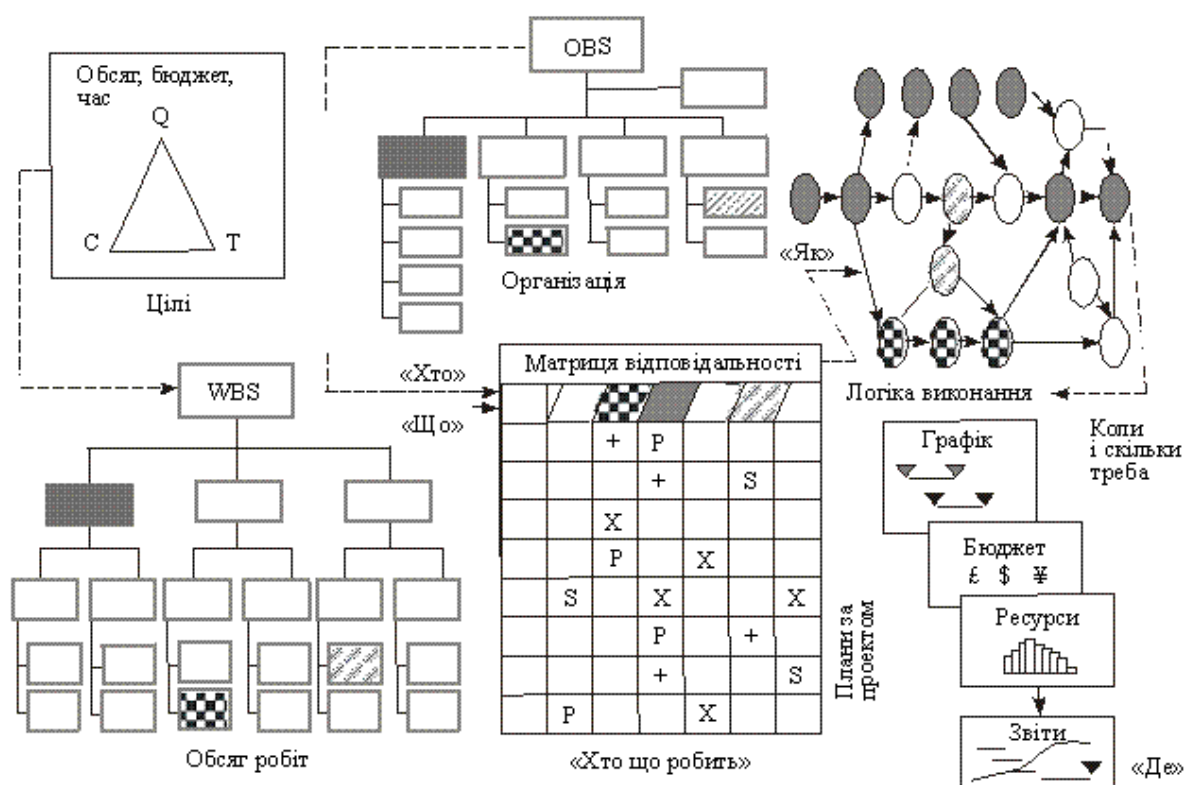 Обсяг, бюджет,
час
Q
C
T
Цілі
OBS
Організація
«Як»
Логіка виконання
WBS
Обсяг робіт
«Хто»
«Що»
Матриця відповідальності
+ P
+ S
X
P X
S X X
P +
+ S
P X
«Хто що робить»
Коли
і скільки
треба
Графік
Бюджет
£ $ ¥
Ресурси
Плани за
проектом
Звіти
«Де»